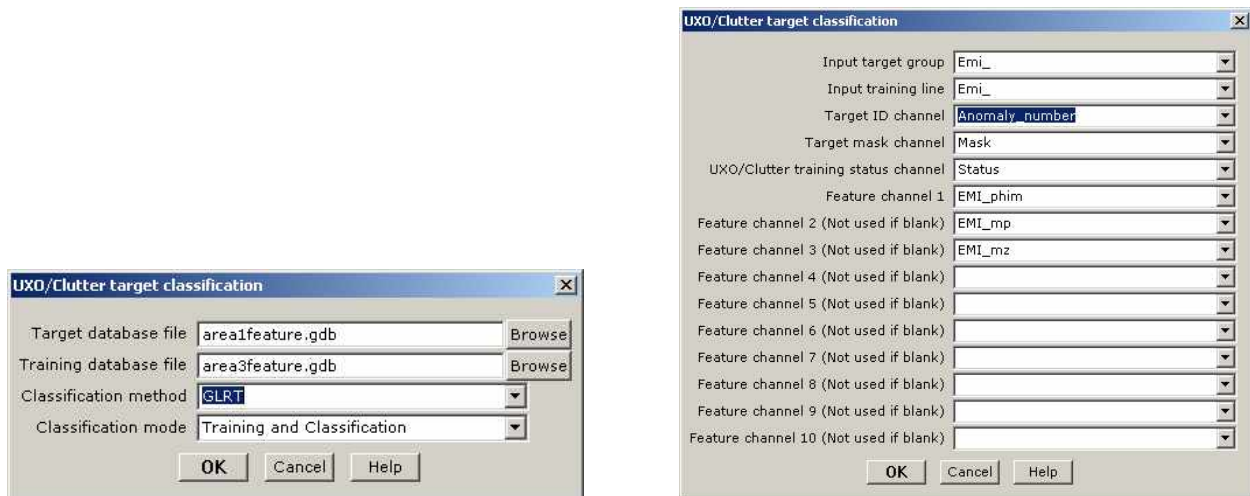 UXO/Clutter target classification
Target database file area1feature.gdb Browse
Training database file area3feature.gdb Browse
Classification method GLRT
Classification mode Training and Classification
OK Cancel Help
UXO/Clutter target classification
Input target group Emi_
Input training line Emi_
Target ID channel Anomaly_number
Target mask channel Mask
UXO/Clutter training status channel Status
Feature channel 1 EMI_phim
Feature channel 2 (Not used if blank) EMI_mp
Feature channel 3 (Not used if blank) EMI_mz
Feature channel 4 (Not used if blank)
Feature channel 5 (Not used if blank)
Feature channel 6 (Not used if blank)
Feature channel 7 (Not used if blank)
Feature channel 8 (Not used if blank)
Feature channel 9 (Not used if blank)
Feature channel 10 (Not used if blank)
OK Cancel Help